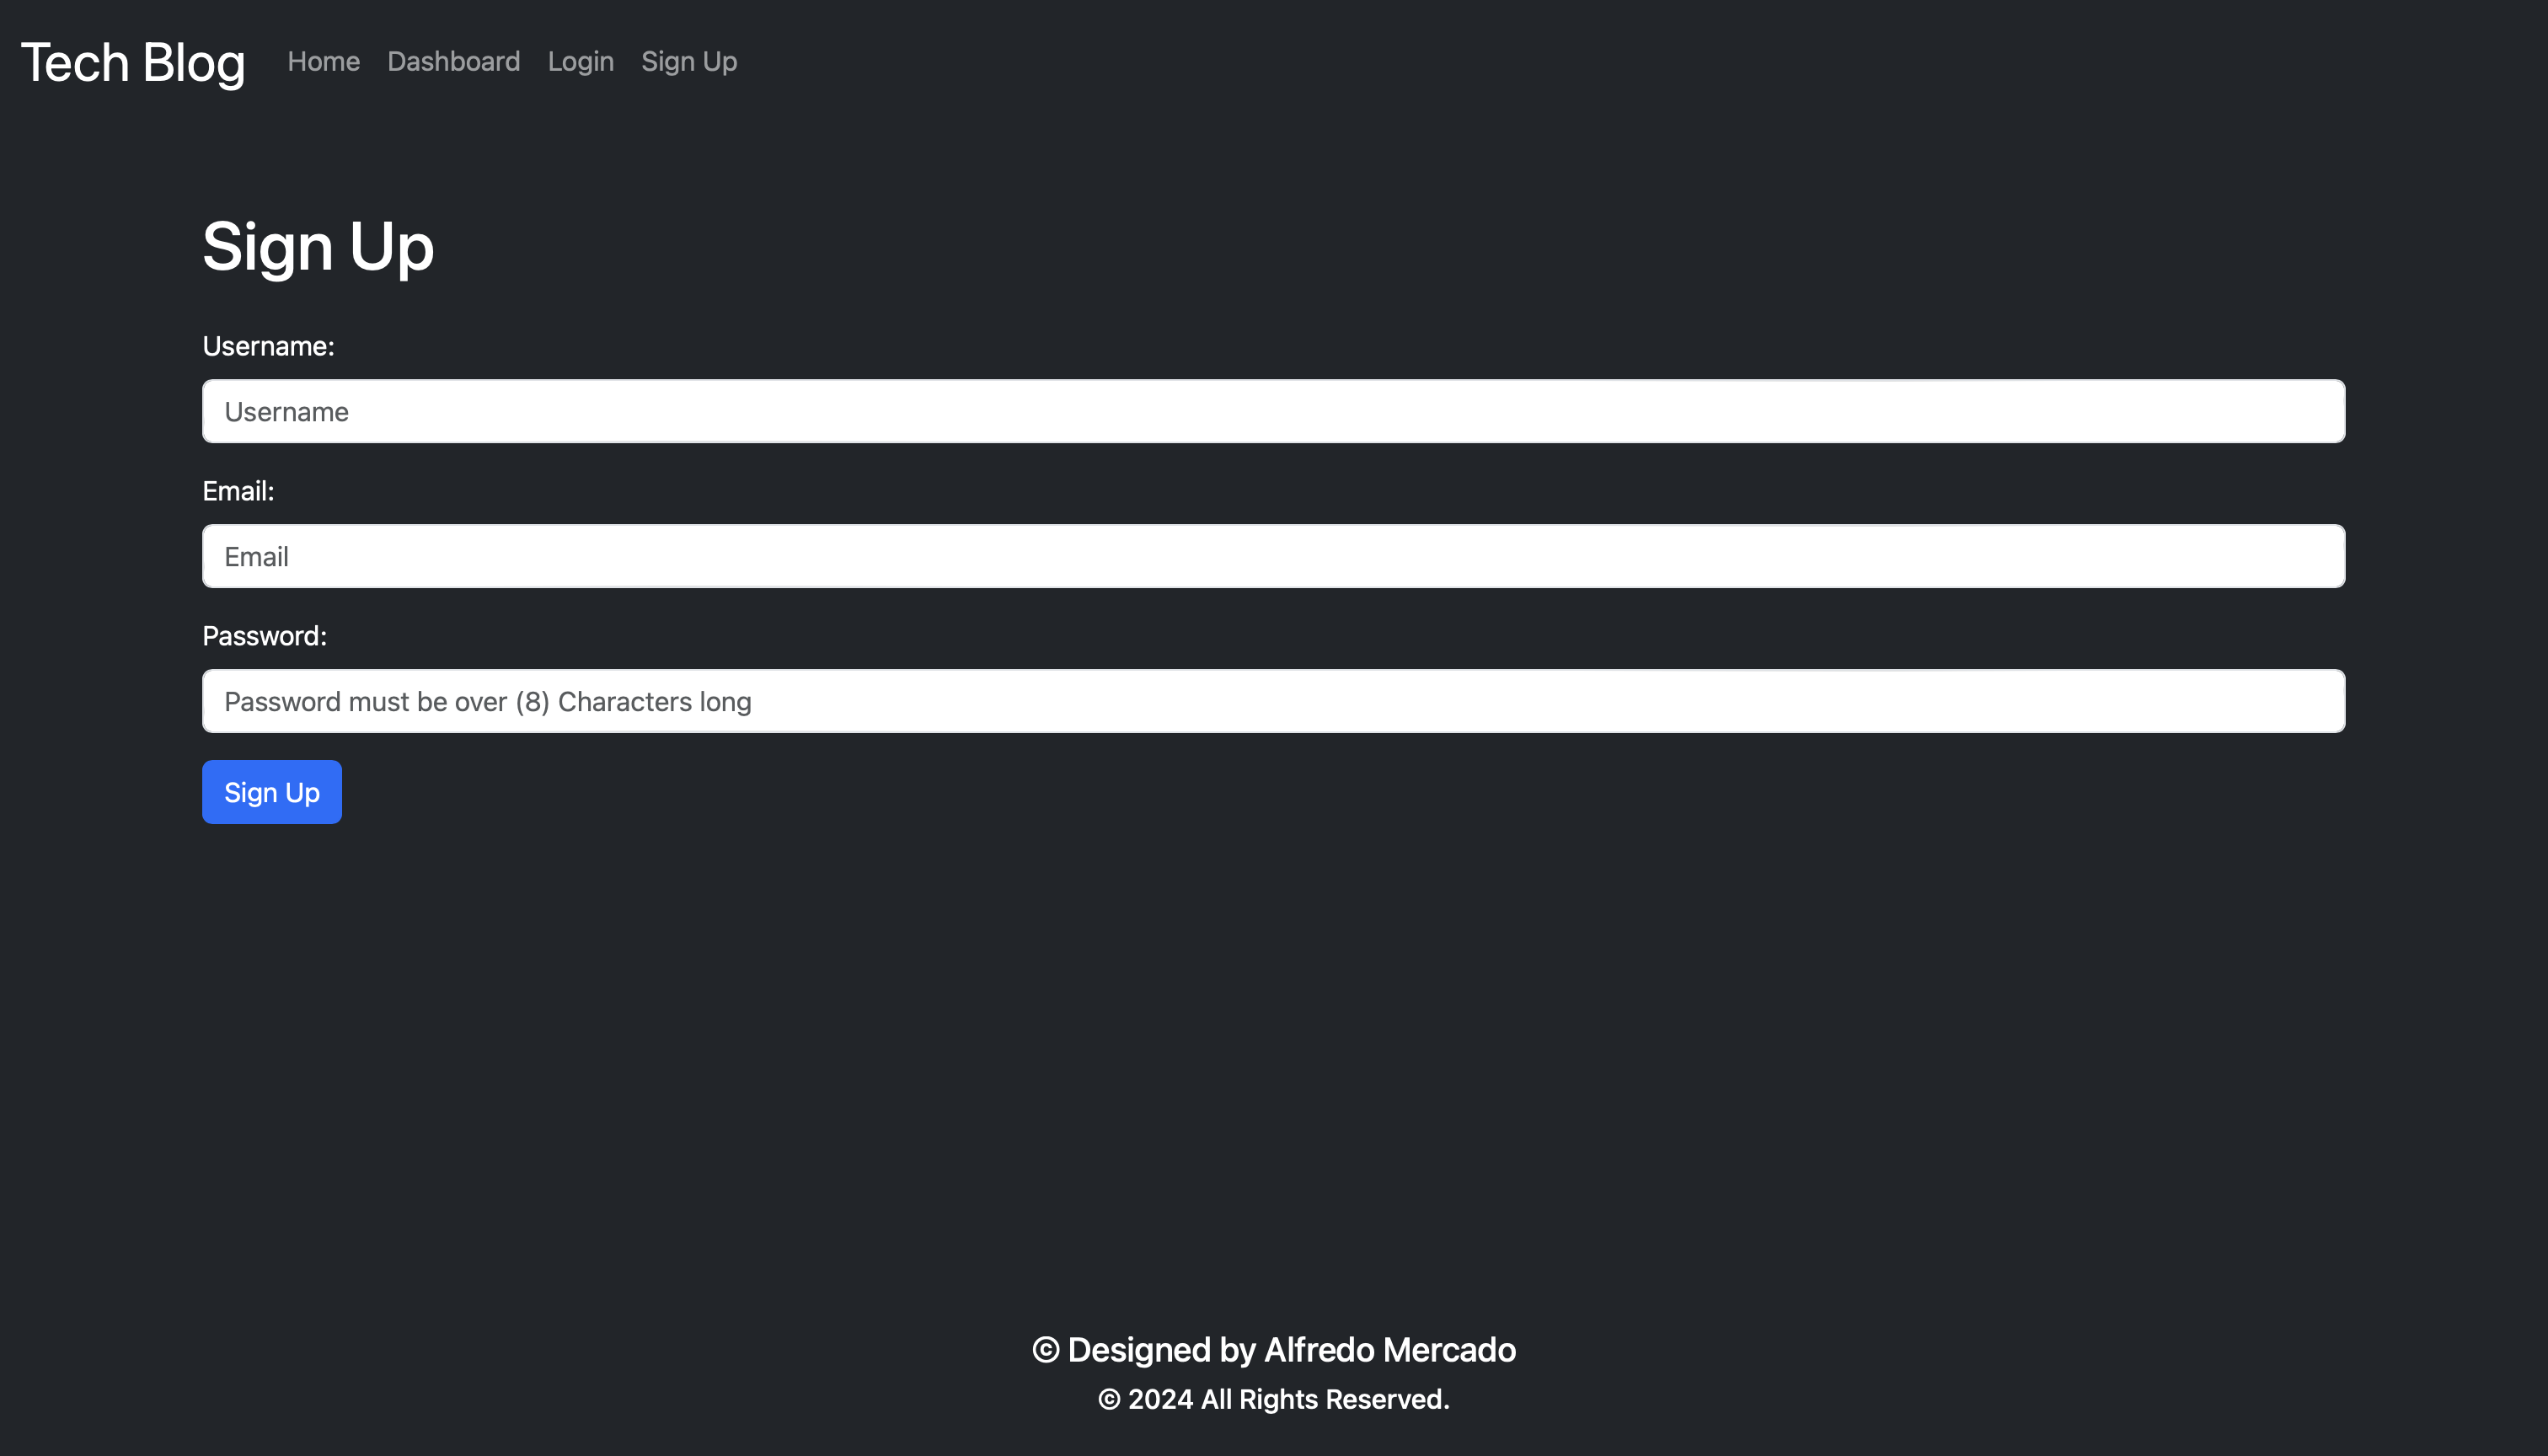 Tech Blog Home Dashboard Login Sign Up
Sign Up
Username:
Username
Email:
Email
Password:
Password must be over (8) Characters long
Sign Up
© Designed by Alfredo Mercado
© 2024 All Rights Reserved.